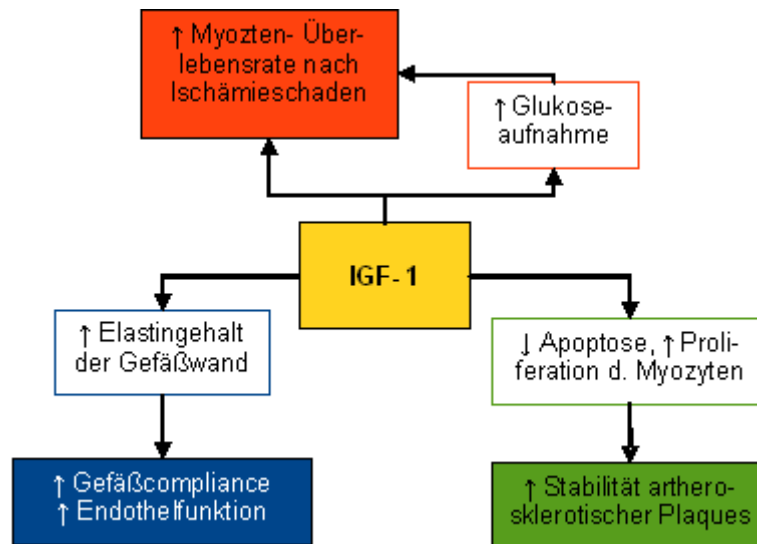 ↑ Myozten- Über-
lebensrate nach
Ischämieschaden
↑ Glukose-
aufnahme
IGF- 1
↑ Elastingehalt
der Gefäßwand
↓ Apoptose, ↑ Proli-
feration d. Myozyten
↑ Gefäßcompliance
↑ Endothelfunktion
↑ Stabilität arthero-
sklerotischer Plaques